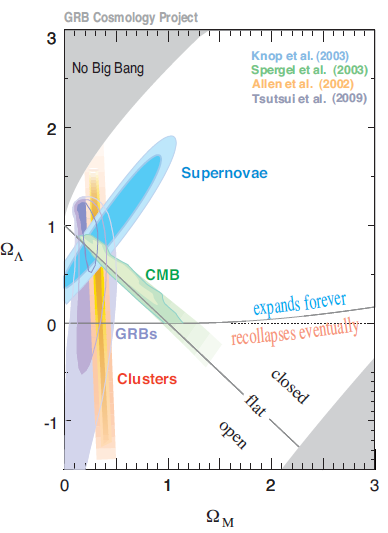 GRB Cosmology Project
3
No Big Bang
Knop et al. (2003)
Spergel et al. (2003)
Allen et al. (2002)
Tsutsui et al. (2009)
2
Supernovae
1
ΩΛ
CMB
expands forever
0
GRBs
recollapses eventually
Clusters
closed
flat
-1
open
0
1
2
3
ΩM